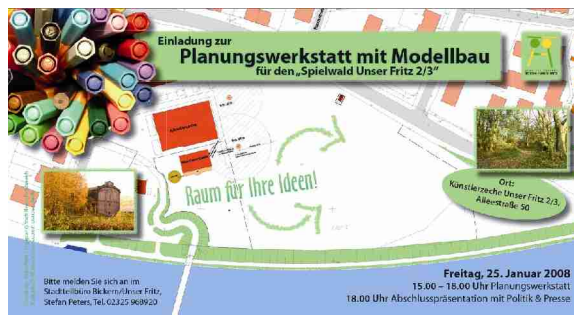 Einladung zur
Planungswerkstatt mit Modellbau
für den „Spielwald Unser Fritz 2/3“
Raum für Ihre Ideen!
Ort:
Künstlerzeche Unser Fritz 2/3,
Alleestraße 50
Bitte melden Sie sich an im
Stadtteilbüro Bickern/Unser Fritz,
Stefan Peters, Tel. 02325 968920
Freitag, 25. Januar 2008
15.00 – 18.00 Uhr Planungswerkstatt
18.00 Uhr Abschlusspräsentation mit Politik & Presse